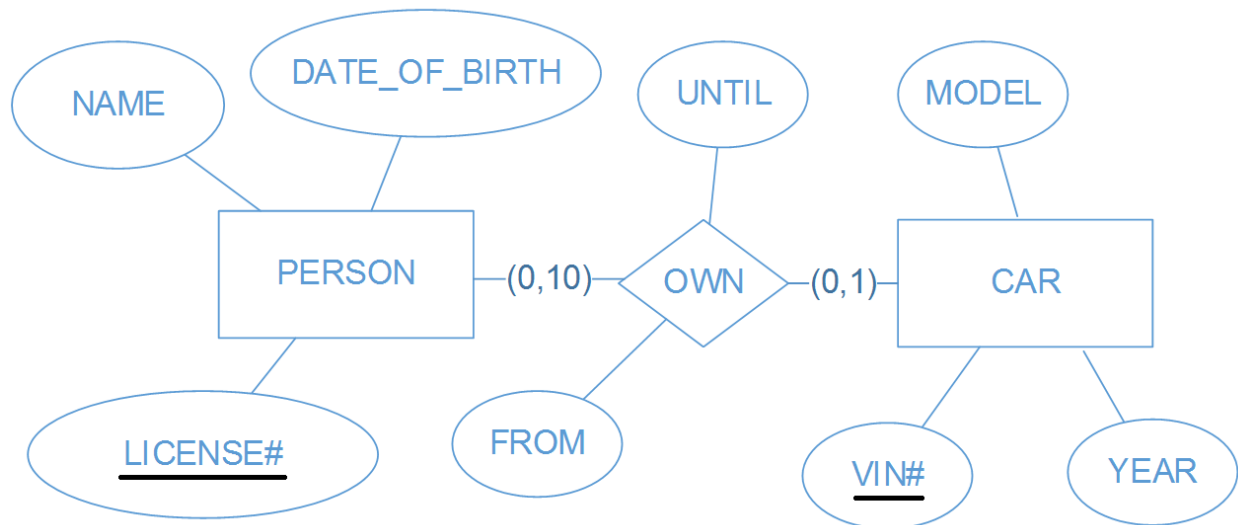 DATE_OF_BIRTH
NAME
UNTIL
MODEL
PERSON
(0,10)
OWN
(0,1)
CAR
LICENSE#
FROM
VIN#
YEAR